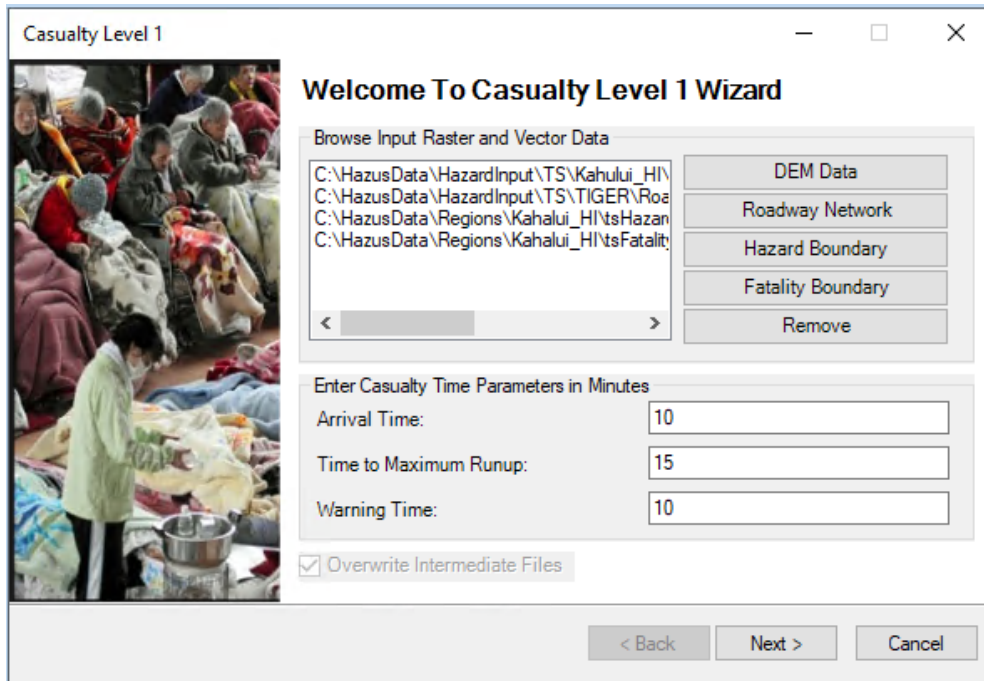 Casualty Level 1
Welcome To Casualty Level 1 Wizard
Browse Input Raster and Vector Data
C:\HazusData\HazardInput\TS\Kahului_HI\
C:\HazusData\HazardInput\TS\TIGER\Roa
C:\HazusData\Regions\Kahalui_HI\tsHazar
C:\HazusData\Regions\Kahalui_HI\tsFatality
DEM Data
Roadway Network
Hazard Boundary
Fatality Boundary
Remove
Enter Casualty Time Parameters in Minutes
Arrival Time: 10
Time to Maximum Runup: 15
Warning Time: 10
Overwrite Intermediate Files
< Back Next > Cancel